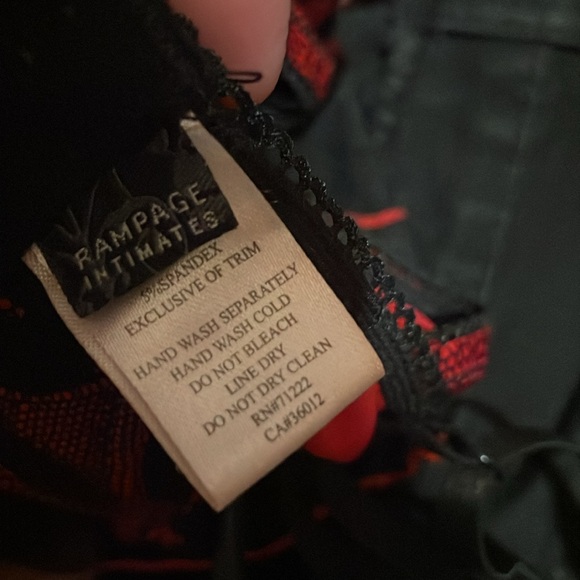 RAMPAGE
INTIMATES
5%SPANDEX
EXCLUSIVE OF TRIM
HAND WASH SEPARATELY
HAND WASH COLD
DO NOT BLEACH
LINE DRY
DO NOT DRY CLEAN
RN#71222
CA#36012